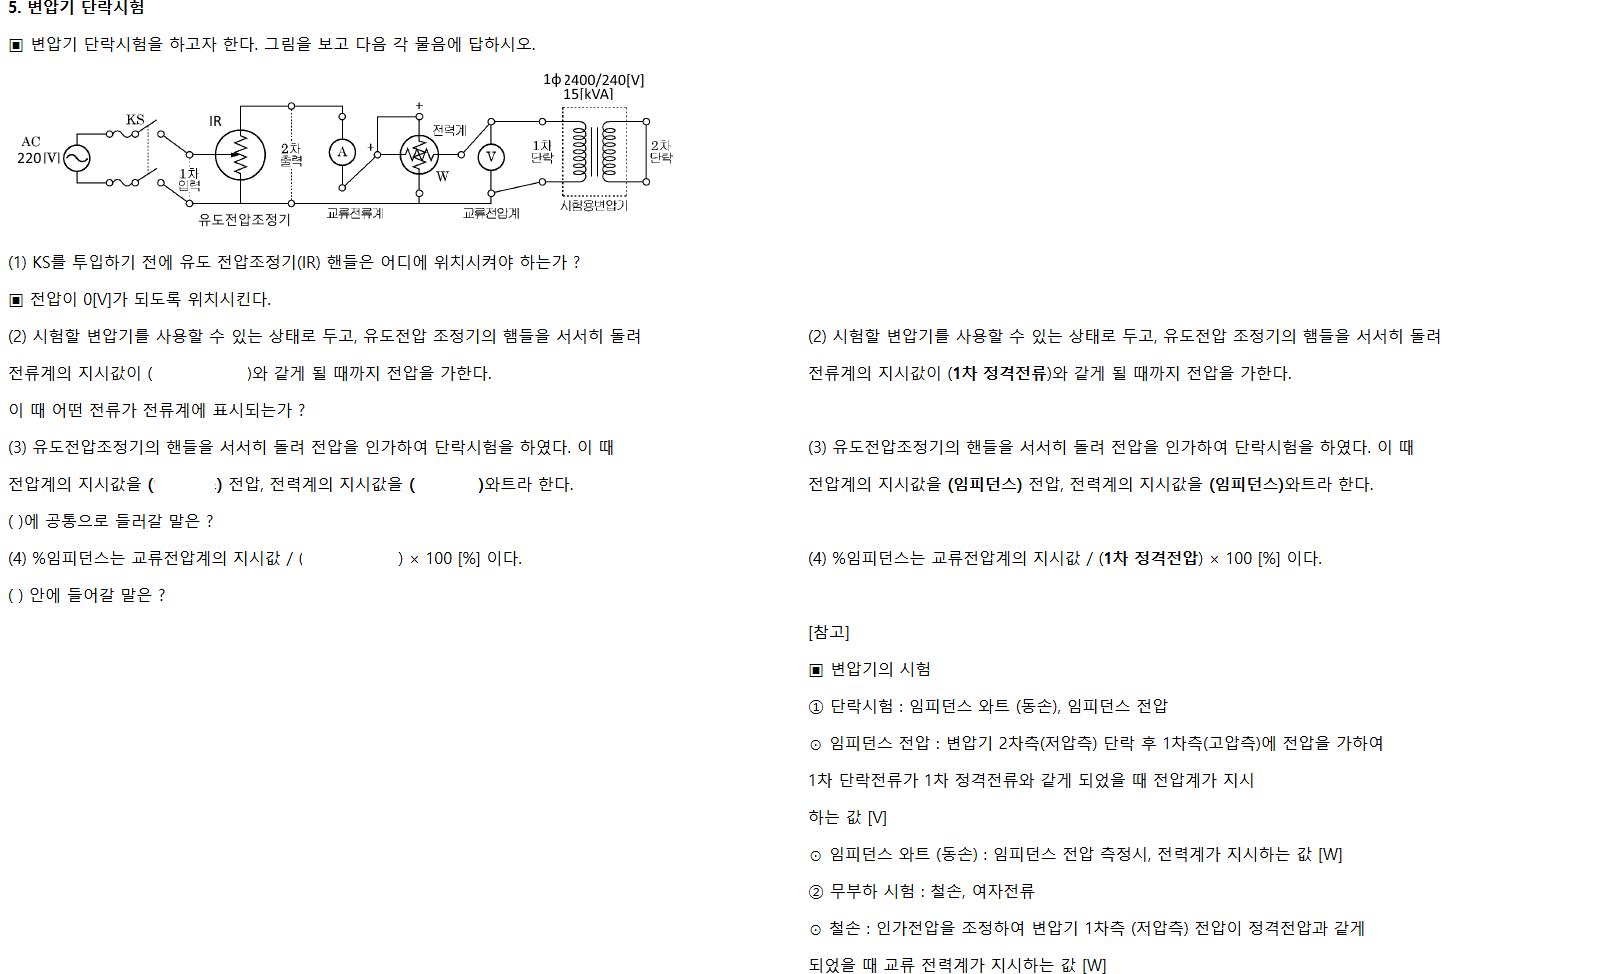 5. 변압기 단락시험
▣ 변압기 단락시험을 하고자 한다. 그림을 보고 다음 각 물음에 답하시오.
1ϕ 2400/240[V]
15[kVA]
KS
IR
AC
220[V]
1차
입력
2차
출력
A
+
+
전력계
W
V
1차
단락
2차
단락
유도전압조정기
교류전류계
교류전압계
시험용변압기
(1) KS를 투입하기 전에 유도 전압조정기(IR) 핸들은 어디에 위치시켜야 하는가 ?
▣ 전압이 0[V]가 되도록 위치시킨다.
(2) 시험할 변압기를 사용할 수 있는 상태로 두고, 유도전압 조정기의 햄들을 서서히 돌려
전류계의 지시값이 ( )와 같게 될 때까지 전압을 가한다.
이 때 어떤 전류가 전류계에 표시되는가 ?
(3) 유도전압조정기의 핸들을 서서히 돌려 전압을 인가하여 단락시험을 하였다. 이 때
전압계의 지시값을 ( ) 전압, 전력계의 지시값을 ( )와트라 한다.
( )에 공통으로 들러갈 말은 ?
(4) %임피던스는 교류전압계의 지시값 / ( ) × 100 [%] 이다.
( ) 안에 들어갈 말은 ?
(2) 시험할 변압기를 사용할 수 있는 상태로 두고, 유도전압 조정기의 햄들을 서서히 돌려
전류계의 지시값이 (1차 정격전류)와 같게 될 때까지 전압을 가한다.
(3) 유도전압조정기의 핸들을 서서히 돌려 전압을 인가하여 단락시험을 하였다. 이 때
전압계의 지시값을 (임피던스) 전압, 전력계의 지시값을 (임피던스)와트라 한다.
(4) %임피던스는 교류전압계의 지시값 / (1차 정격전압) × 100 [%] 이다.
[참고]
▣ 변압기의 시험
① 단락시험 : 임피던스 와트 (동손), 임피던스 전압
⊙ 임피던스 전압 : 변압기 2차측(저압측) 단락 후 1차측(고압측)에 전압을 가하여
1차 단락전류가 1차 정격전류와 같게 되었을 때 전압계가 지시
하는 값 [V]
⊙ 임피던스 와트 (동손) : 임피던스 전압 측정시, 전력계가 지시하는 값 [W]
② 무부하 시험 : 철손, 여자전류
⊙ 철손 : 인가전압을 조정하여 변압기 1차측 (저압측) 전압이 정격전압과 같게
되었을 때 교류 전력계가 지시하는 값 [W]